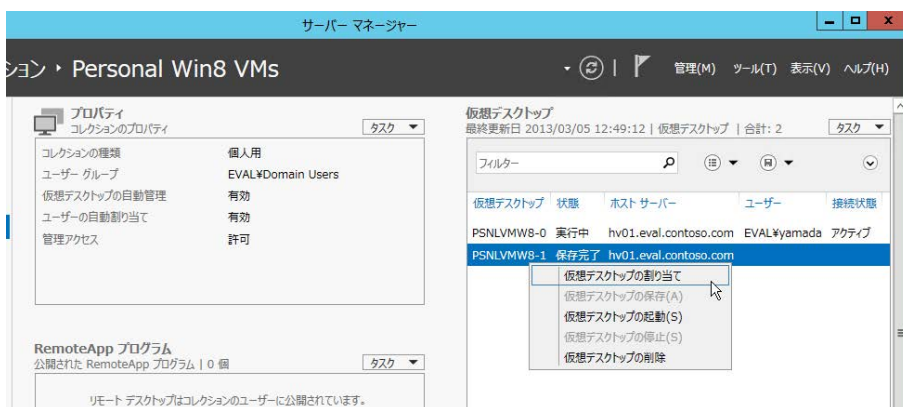 サーバー マネージャー
ション ・ Personal Win8 VMs
管理(M) ツール(T) 表示(V) ヘルプ(H)
プロパティ
コレクションのプロパティ
タスク
コレクションの種類 個人用
ユーザー グループ EVAL¥Domain Users
仮想デスクトップの自動管理 有効
ユーザーの自動割り当て 有効
管理アクセス 許可
RemoteApp プログラム
公開された RemoteApp プログラム | 0 個
タスク
リモート デスクトップはコレクションのユーザーに公開されています。
仮想デスクトップ
最終更新日 2013/03/05 12:49:12 | 仮想デスクトップ | 合計: 2
タスク
フィルター
仮想デスクトップ 状態 ホスト サーバー ユーザー 接続状態
PSNLVMW8-0 実行中 hv01.eval.contoso.com EVAL¥yamada アクティブ
PSNLVMW8-1 保存完了 hv01.eval.contoso.com
仮想デスクトップの割り当て
仮想デスクトップの保存(A)
仮想デスクトップの起動(S)
仮想デスクトップの停止(S)
仮想デスクトップの削除